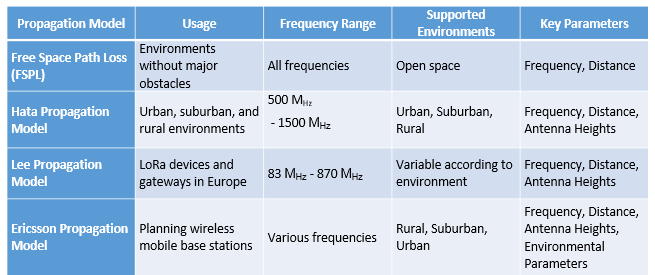 Propagation Model Usage Frequency Range Supported Environments Key Parameters
Free Space Path Loss (FSPL) Environments without major obstacles All frequencies Open space Frequency, Distance
Hata Propagation Model Urban, suburban, and rural environments 500 MHz - 1500 MHz Urban, Suburban, Rural Frequency, Distance, Antenna Heights
Lee Propagation Model LoRa devices and gateways in Europe 83 MHz - 870 MHz Variable according to environment Frequency, Distance, Antenna Heights
Ericsson Propagation Model Planning wireless mobile base stations Various frequencies Rural, Suburban, Urban Frequency, Distance, Antenna Heights, Environmental Parameters